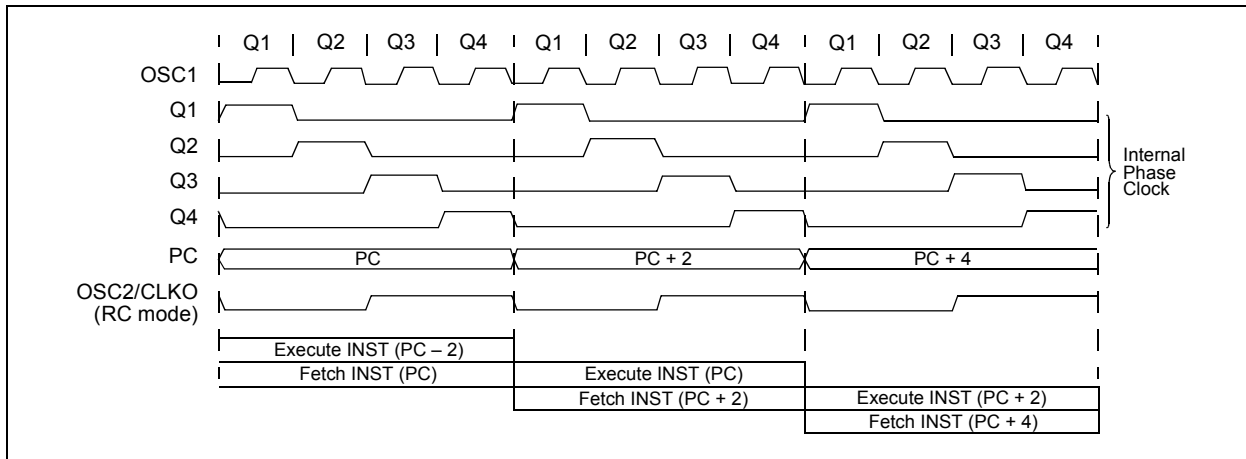 Q1 Q2 Q3 Q4 Q1 Q2 Q3 Q4 Q1 Q2 Q3 Q4
OSC1
Q1
Q2
Q3
Q4
Internal
Phase
Clock
PC
PC PC + 2 PC + 4
OSC2/CLKO
(RC mode)
Execute INST (PC – 2)
Fetch INST (PC) Execute INST (PC)
Fetch INST (PC + 2) Execute INST (PC + 2)
Fetch INST (PC + 4)